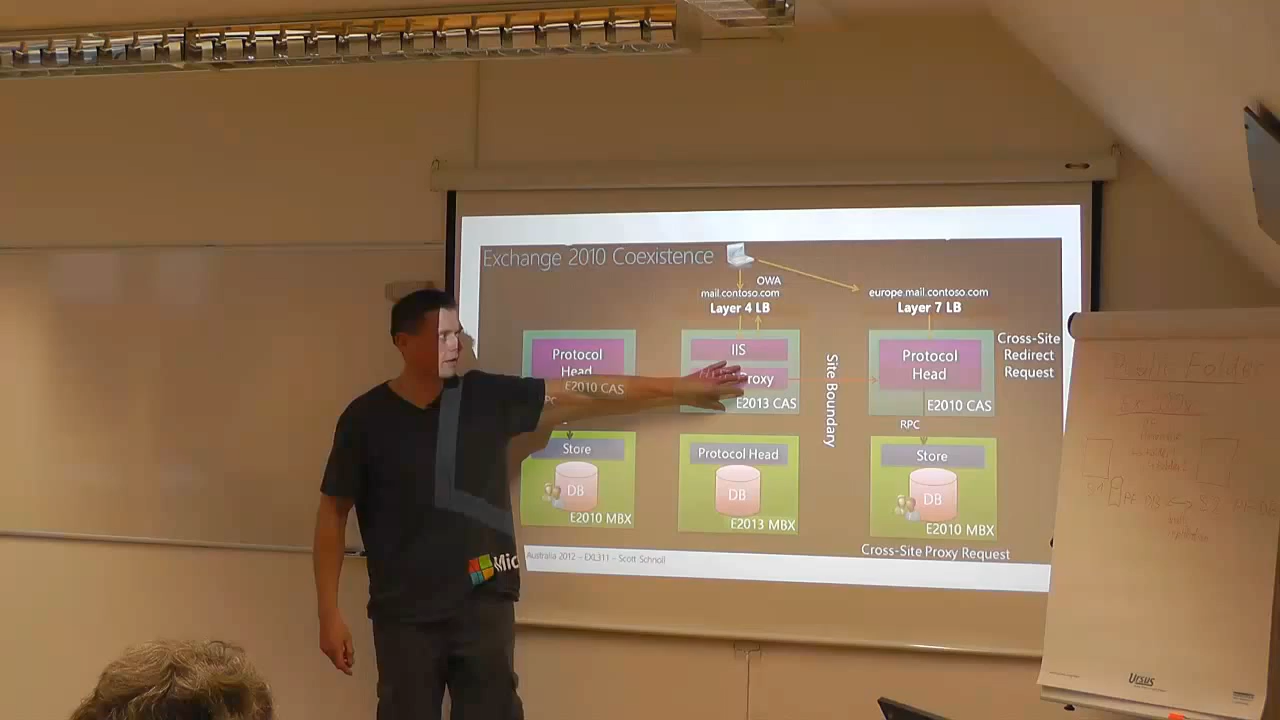 Exchange 2010 Coexistence
OWA
mail.contoso.com
Layer 4 LB
europe.mail.contoso.com
Layer 7 LB
Protocol
Head
E2010 CAS
IIS
Proxy
E2013 CAS
Site Boundary
Protocol
Head
E2010 CAS
Cross-Site
Redirect
Request
RPC
Store
DB
E2010 MBX
Protocol Head
DB
E2013 MBX
Store
DB
E2010 MBX
Cross-Site Proxy Request
Australia 2012 – EXL311 – Scott Schnoll
Mic
Public Folder
Ursus